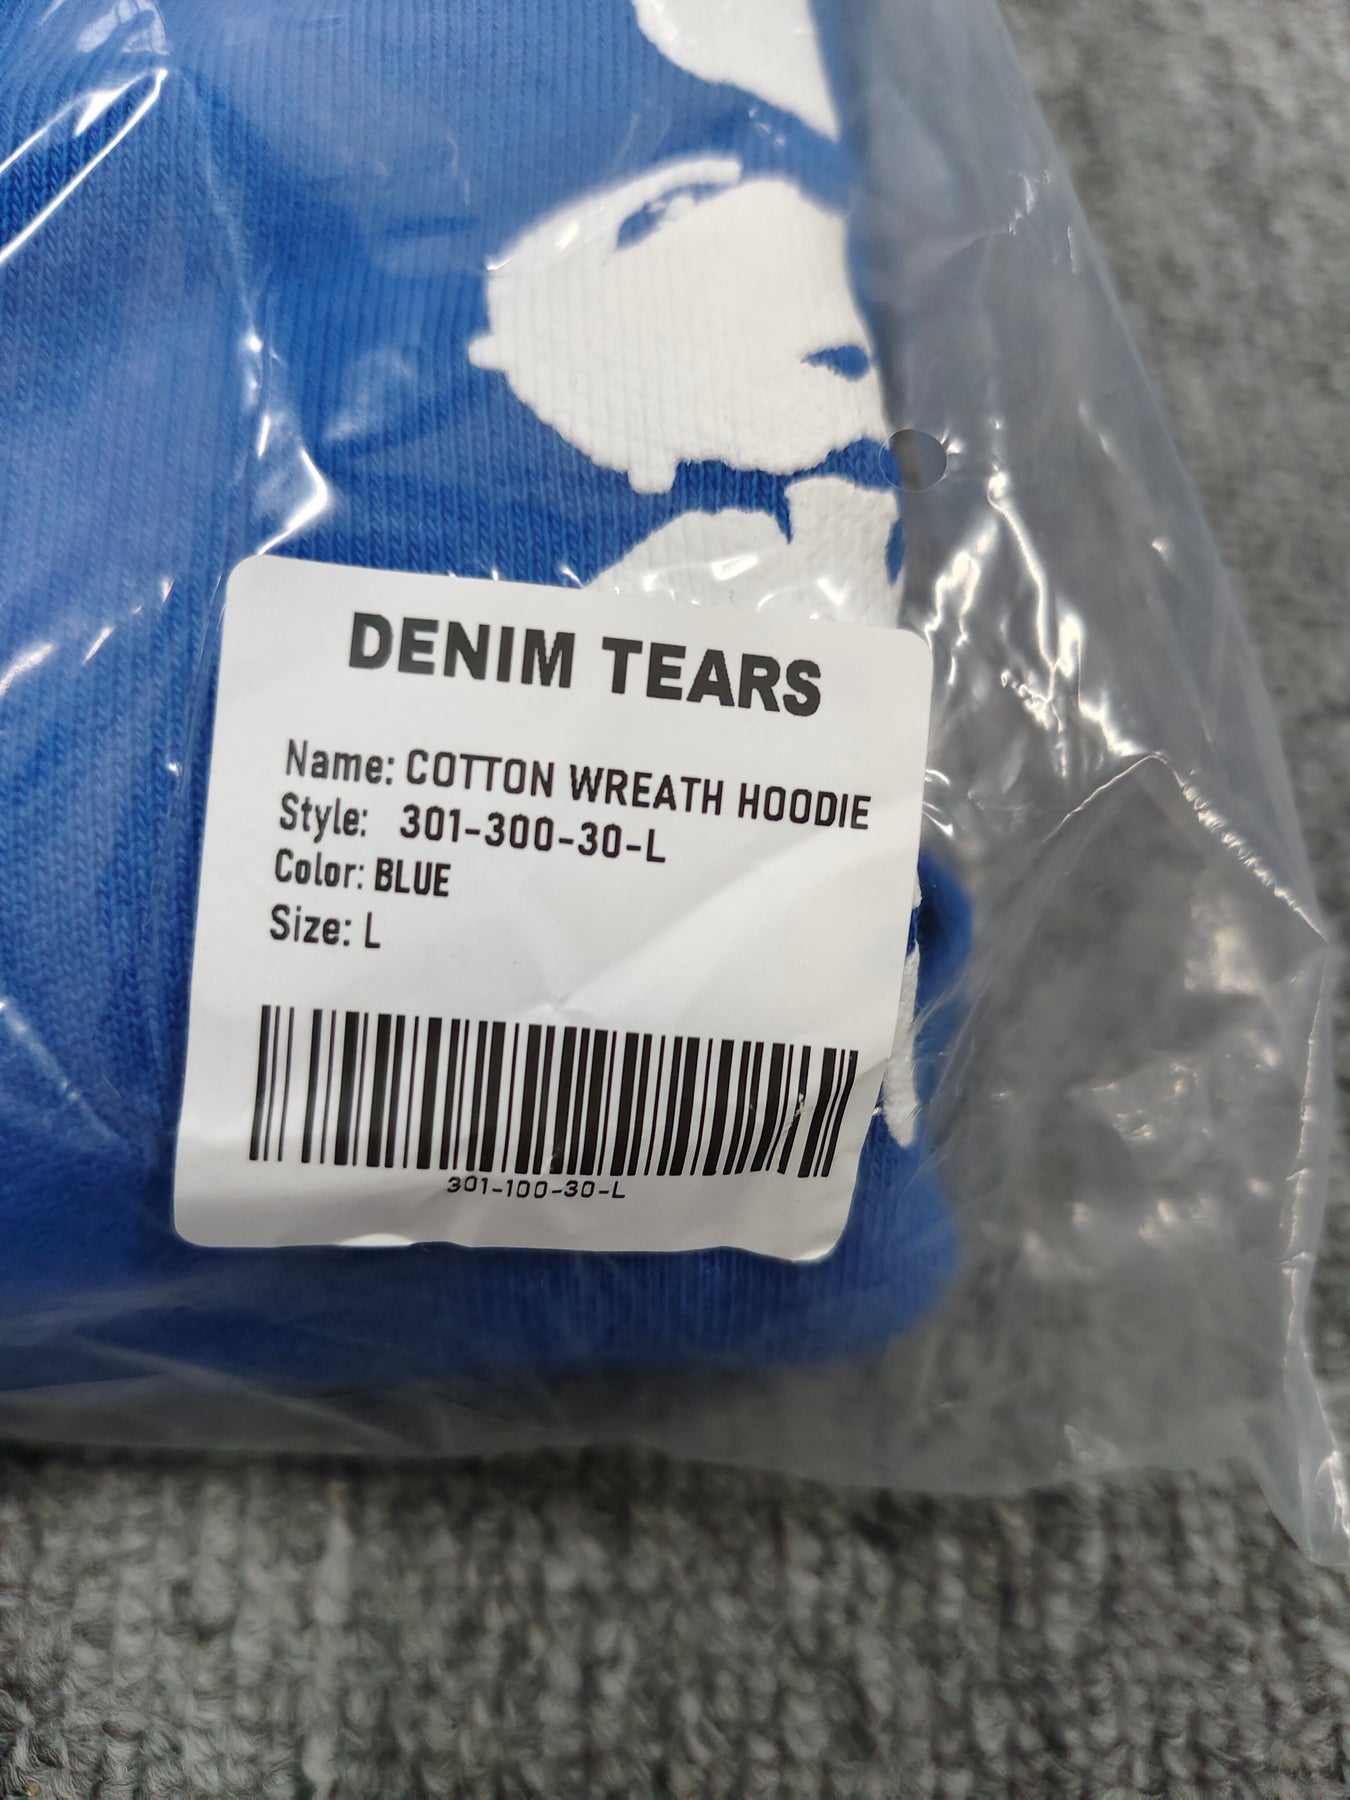 DENIM TEARS
Name: COTTON WREATH HOODIE
Style: 301-300-30-L
Color: BLUE
Size: L
301-100-30-L